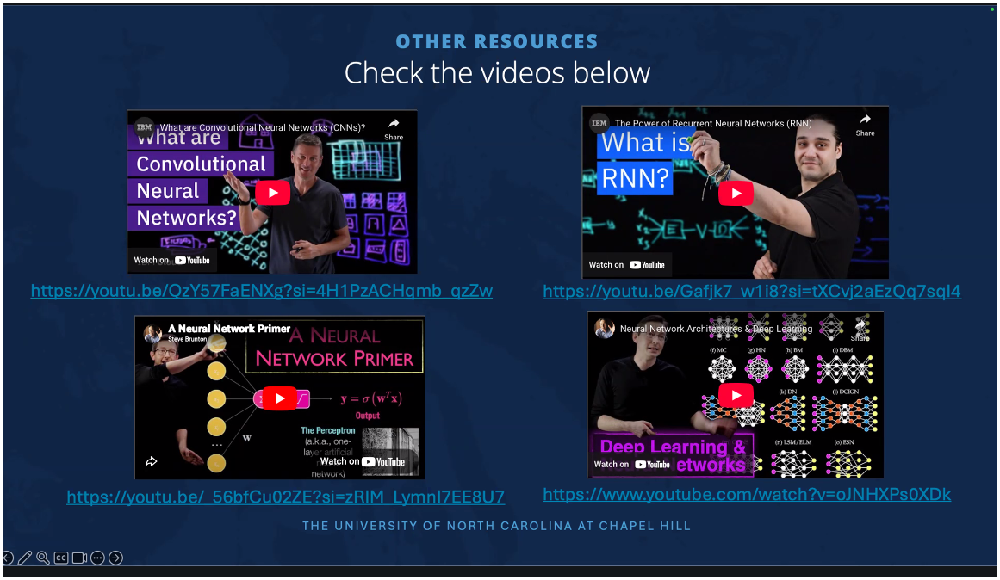 OTHER RESOURCES
Check the videos below
IBM
What are Convolutional Neural Networks (CNNs)?
Share
What are
Convolutional
Neural
Networks?
Watch on YouTube
https://youtu.be/QzY57FaENXg?si=4H1PzACHqmb_qzZw
IBM
The Power of Recurrent Neural Networks (RNN)
Share
What is
RNN?
E-V-D
Watch on YouTube
https://youtu.be/Gafjk7_w1i8?si=tXCvj2aEzQq7sql4
A Neural Network Primer
Steve Brunton
A NEURAL
NETWORK PRIMER
y = σ(wᵀx)
Output
w
The Perceptron
(a.k.a., one-
layer artificial
network)
Watch on YouTube
https://youtu.be/_56bfCu02ZE?si=zRIM_LymnI7EE8U7
Neural Network Architectures & Deep Learning
Share
(f) MC (g) HN (h) BM (i) DBM
(k) DN (l) DCIGN
(n) LSM/ELM (o) ESN
Deep Learning &
etworks
Watch on YouTube
https://www.youtube.com/watch?v=oJNHXPs0XDk
THE UNIVERSITY OF NORTH CAROLINA AT CHAPEL HILL
CC